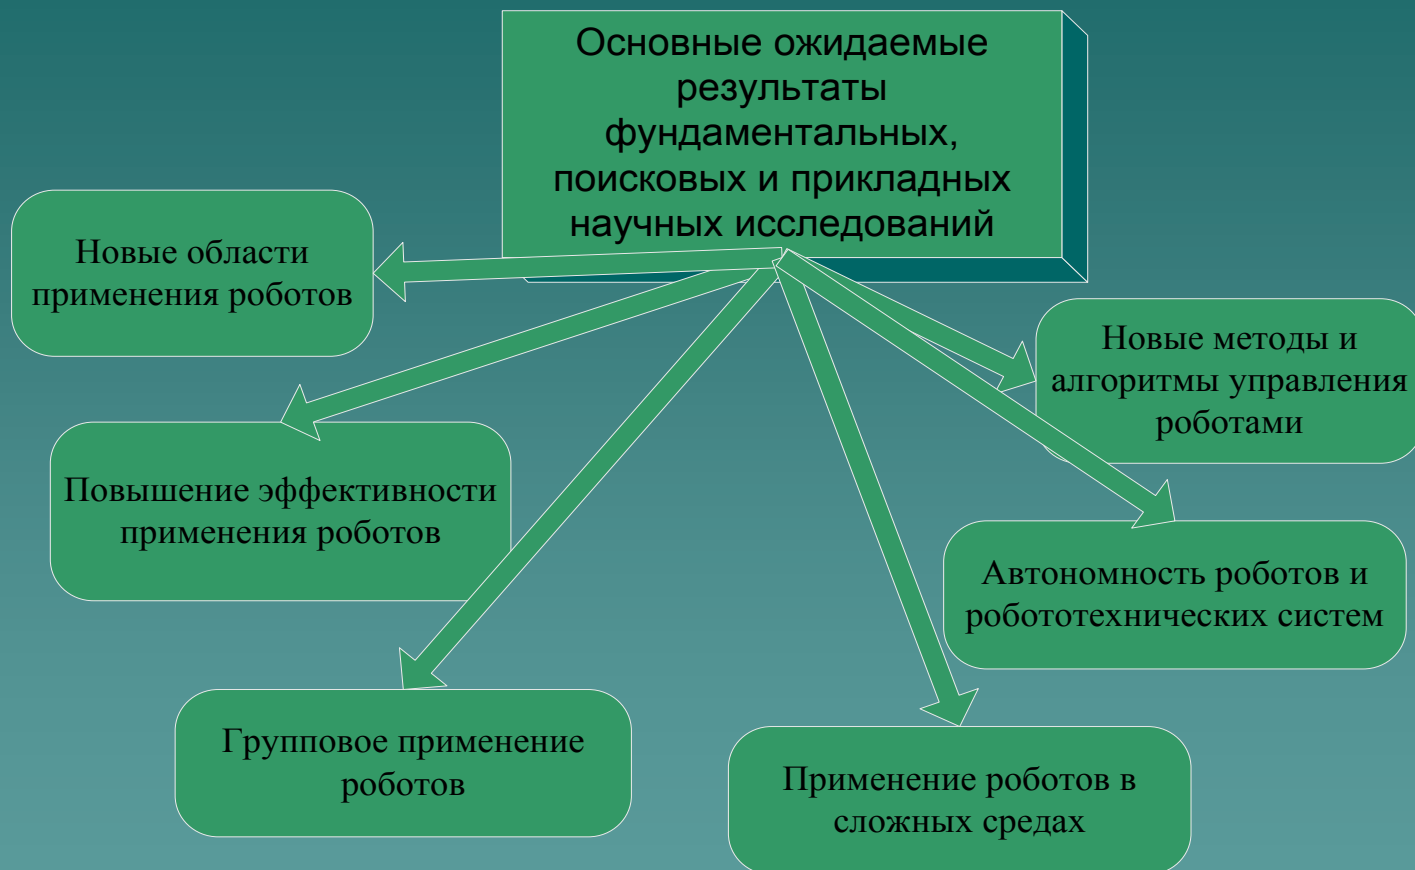 Основные ожидаемые
результаты
фундаментальных,
поисковых и прикладных
научных исследований
Новые области
применения роботов
Новые методы и
алгоритмы управления
роботами
Повышение эффективности
применения роботов
Автономность роботов и
робототехнических систем
Групповое применение
роботов
Применение роботов в
сложных средах